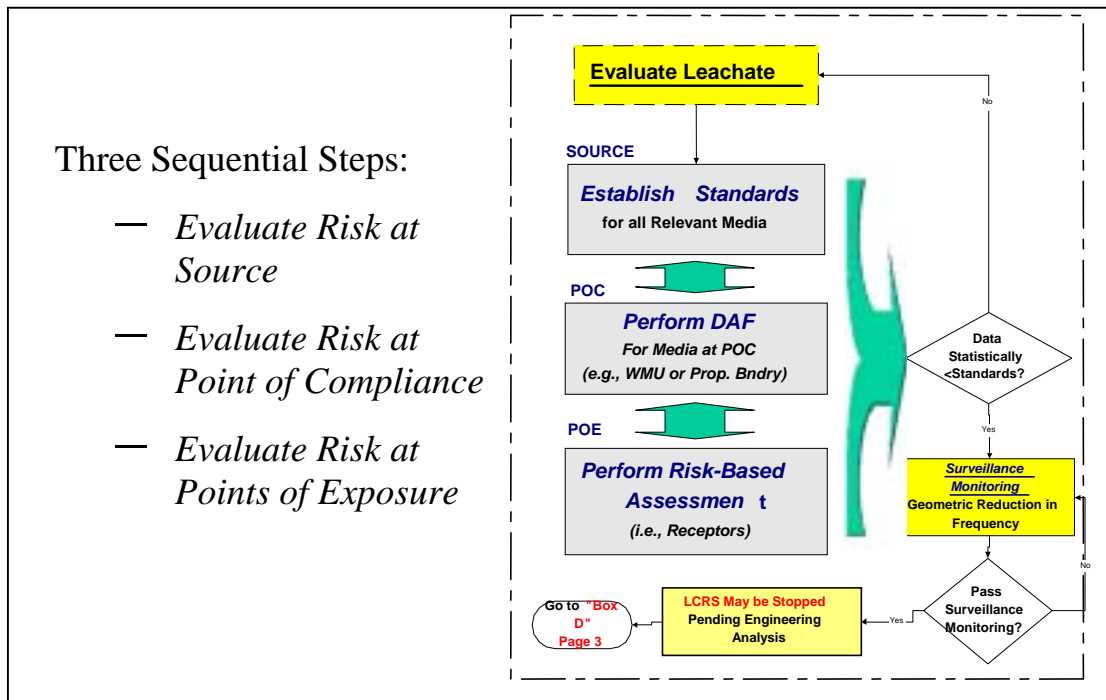 Three Sequential Steps:
— Evaluate Risk at
Source
— Evaluate Risk at
Point of Compliance
— Evaluate Risk at
Points of Exposure
Evaluate Leachate
No
SOURCE
Establish Standards
for all Relevant Media
POC
Perform DAF
For Media at POC
(e.g., WMU or Prop. Bndry)
POE
Perform Risk-Based
Assessmen t
(i.e., Receptors)
Data
Statistically
<Standards?
Yes
Surveillance
Monitoring
Geometric Reduction in
Frequency
No
Pass
Surveillance
Monitoring?
Yes
LCRS May be Stopped
Pending Engineering
Analysis
Go to "Box
D"
Page 3